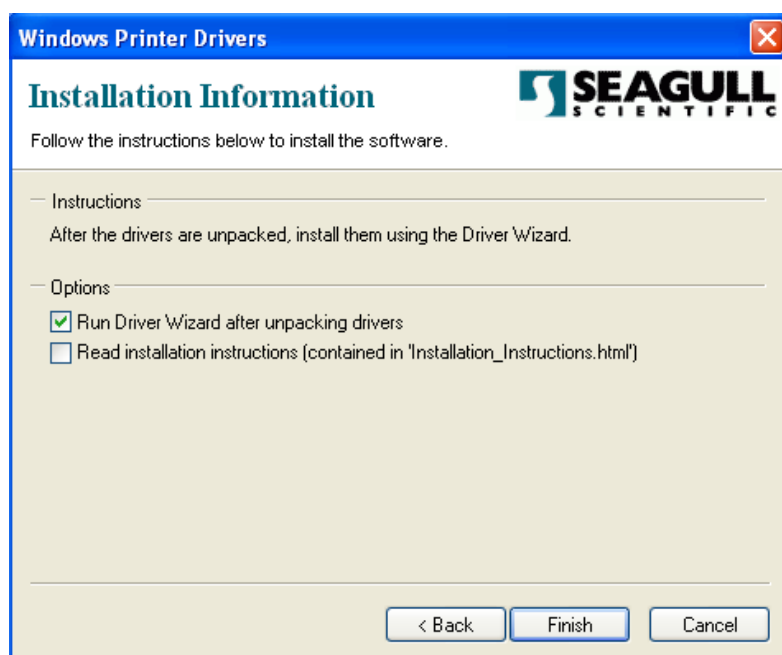 Windows Printer Drivers
Installation Information
SEAGULL
SCIENTIFIC
Follow the instructions below to install the software.
Instructions
After the drivers are unpacked, install them using the Driver Wizard.
Options
Run Driver Wizard after unpacking drivers
Read installation instructions (contained in 'Installation_Instructions.html')
< Back
Finish
Cancel